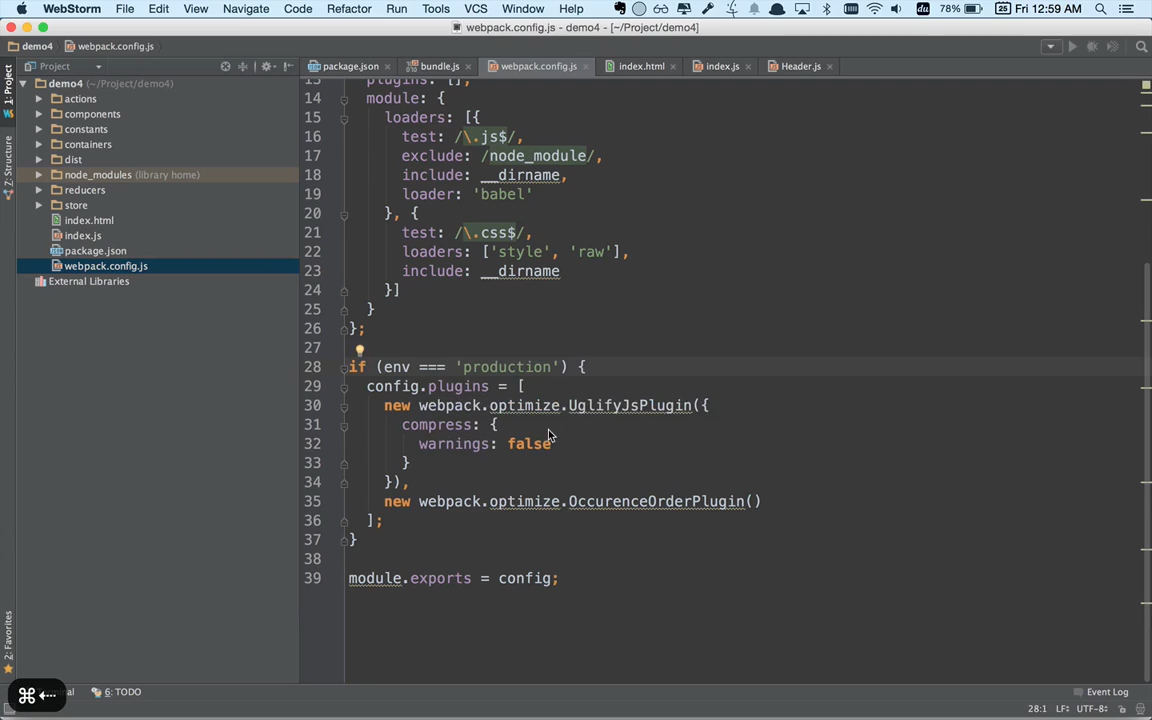 WebStorm File Edit View Navigate Code Refactor Run Tools VCS Window Help 78% Fri 12:59 AM
webpack.config.js - demo4 - [~/Project/demo4]
demo4 webpack.config.js
Project package.json bundle.js webpack.config.js index.html index.js Header.js
1: Project
Z: Structure
2: Favorites
demo4 (~/Project/demo4)
actions
components
constants
containers
dist
node_modules (library home)
reducers
store
index.html
index.js
package.json
webpack.config.js
External Libraries
13 plugins: [],
14 module: {
15 loaders: [{
16 test: /\.js$/,
17 exclude: /node_module/,
18 include: __dirname,
19 loader: 'babel'
20 }, {
21 test: /\.css$/,
22 loaders: ['style', 'raw'],
23 include: __dirname
24 }]
25 }
26 };
27
28 if (env === 'production') {
29 config.plugins = [
30 new webpack.optimize.UglifyJsPlugin({
31 compress: {
32 warnings: false
33 }
34 }),
35 new webpack.optimize.OccurenceOrderPlugin()
36 ];
37 }
38
39 module.exports = config;
⌘←
6: TODO
Event Log
28:1 LF÷ UTF-8÷